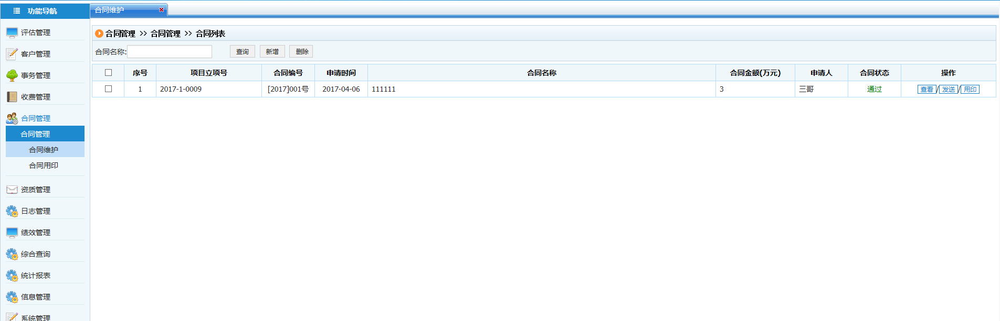 功能导航
合同维护
评估管理
客户管理
事务管理
收费管理
合同管理
合同管理
合同维护
合同用印
资质管理
日志管理
绩效管理
综合查询
统计报表
信息管理
系统管理
合同管理 >> 合同管理 >> 合同列表
合同名称: 查询 新增 删除
序号 项目立项号 合同编号 申请时间 合同名称 合同金额(万元) 申请人 合同状态 操作
1 2017-1-0009 [2017]001号 2017-04-06 111111 3 三哥 通过 查看/发送/用印